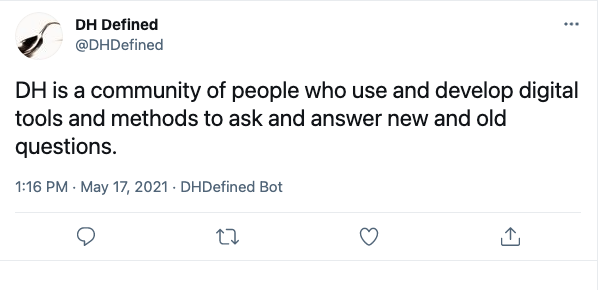 DH Defined
@DHDefined
DH is a community of people who use and develop digital
tools and methods to ask and answer new and old
questions.
1:16 PM · May 17, 2021 · DHDefined Bot